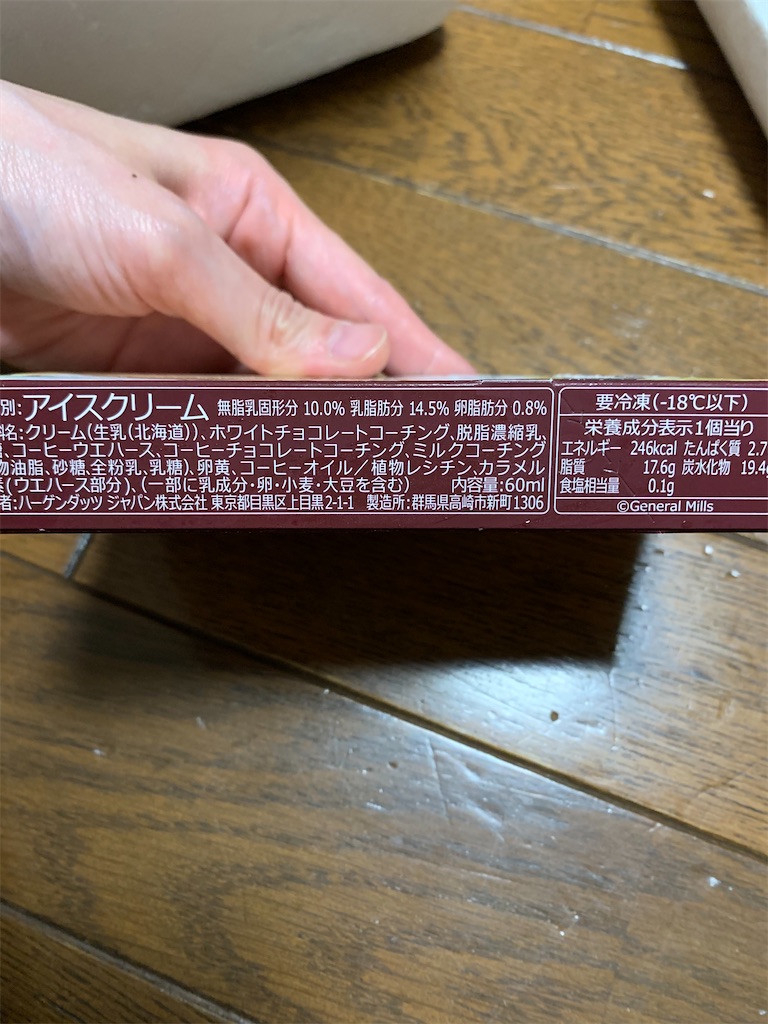 別:アイスクリーム 無脂乳固形分 10.0% 乳脂肪分 14.5% 卵脂肪分 0.8%
名:クリーム(生乳(北海道))、ホワイトチョコレートコーチング、脱脂濃縮乳、
、コーヒーウエハース、コーヒーチョコレートコーチング、ミルクコーチング
物油脂、砂糖、全粉乳、乳糖)、卵黄、コーヒーオイル/植物レシチン、カラメル
(ウエハース部分)、(一部に乳成分・卵・小麦・大豆を含む) 内容量:60ml
者:ハーゲンダッツ ジャパン株式会社 東京都目黒区上目黒2-1-1 製造所:群馬県高崎市新町1306
要冷凍(-18℃以下)
栄養成分表示1個当り
エネルギー 246kcal たんぱく質 2.7
脂質 17.6g 炭水化物 19.4g
食塩相当量 0.1g
©General Mills